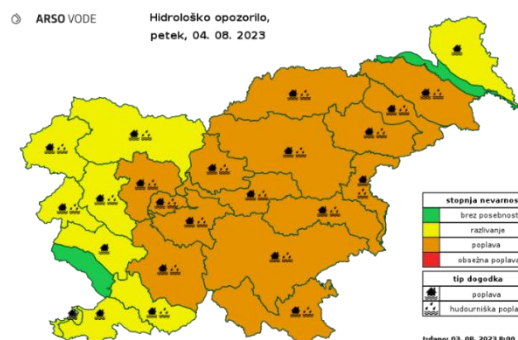 ARSO VODE
Hidrološko opozorilo,
petek, 04. 08. 2023
stopnja nevarnos
brez posebnost
razlivanje
poplava
obsežna poplava
tip dogodka
poplava
hudourniška popla
Izdano: 03. 08. 2023 8:00